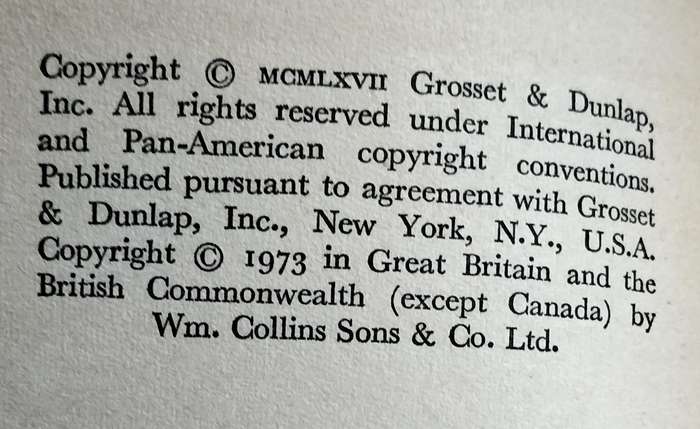 Copyright © MCMLXVII Grosset & Dunlap,
Inc. All rights reserved under International
and Pan-American copyright conventions.
Published pursuant to agreement with Grosset
& Dunlap, Inc., New York, N.Y., U.S.A.
Copyright © 1973 in Great Britain and the
British Commonwealth (except Canada) by
Wm. Collins Sons & Co. Ltd.